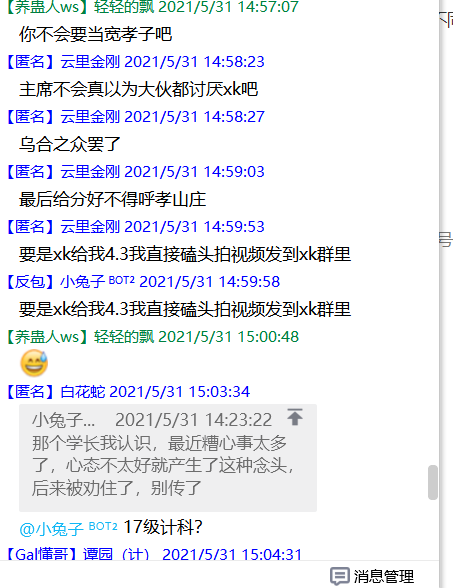 【养蛊人ws】轻轻的飘 2021/5/31 14:57:07
你不会要当宽孝子吧
【匿名】云里金刚 2021/5/31 14:58:23
主席不会真以为大伙都讨厌xk吧
【匿名】云里金刚 2021/5/31 14:58:27
乌合之众罢了
【匿名】云里金刚 2021/5/31 14:59:03
最后给分好不得呼孝山庄
【匿名】云里金刚 2021/5/31 14:59:53
要是xk给我4.3我直接磕头拍视频发到xk群里
【反包】小兔子 BOT2 2021/5/31 14:59:58
要是xk给我4.3我直接磕头拍视频发到xk群里
【养蛊人ws】轻轻的飘 2021/5/31 15:00:48
【匿名】白花蛇 2021/5/31 15:03:34
小兔子... 2021/5/31 14:23:22
那个学长我认识，最近糟心事太多
了，心态不太好就产生了这种念头，
后来被劝住了，别传了
@小兔子 BOT2 17级计科？
【Gal懂哥】谭园（计） 2021/5/31 15:04:31
消息管理
号